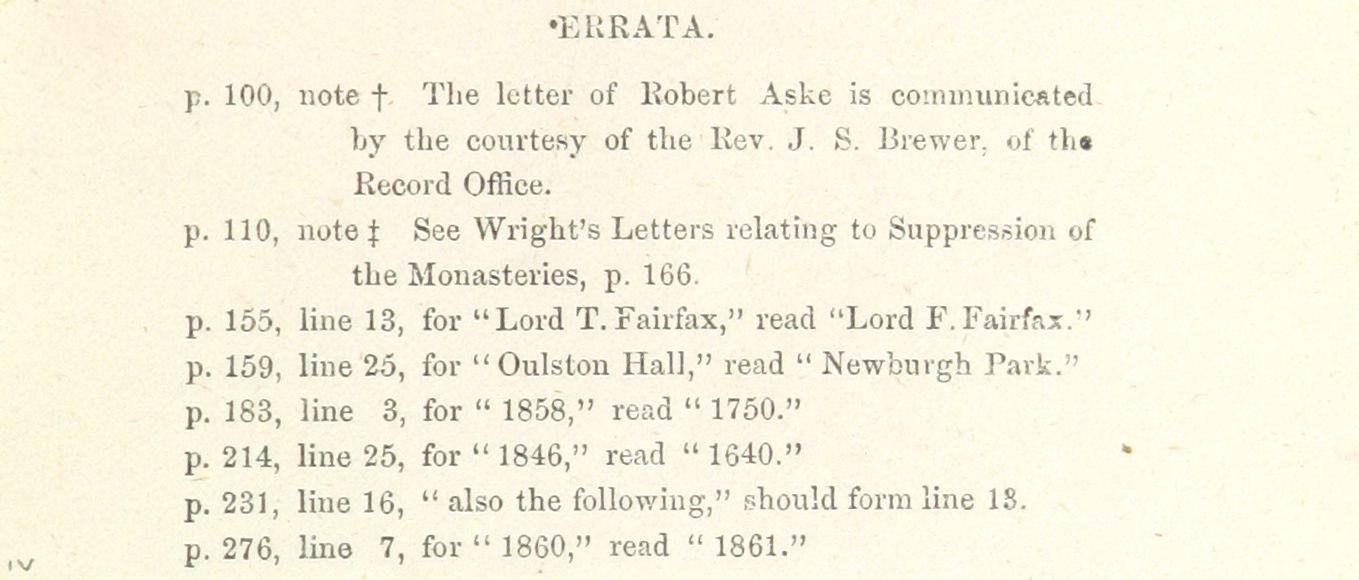 ERRATA.
p. 100, note † The letter of Robert Aske is communicated
by the courtesy of the Rev. J. S. Brewer, of the
Record Office.
p. 110, note ‡ See Wright's Letters relating to Suppression of
the Monasteries, p. 166.
p. 155, line 13, for "Lord T. Fairfax," read "Lord F. Fairfax."
p. 159, line 25, for "Oulston Hall," read "Newburgh Park."
p. 183, line 3, for "1858," read "1750."
p. 214, line 25, for "1846," read "1640."
p. 231, line 16, "also the following," should form line 13.
p. 276, line 7, for "1860," read "1861."
iv